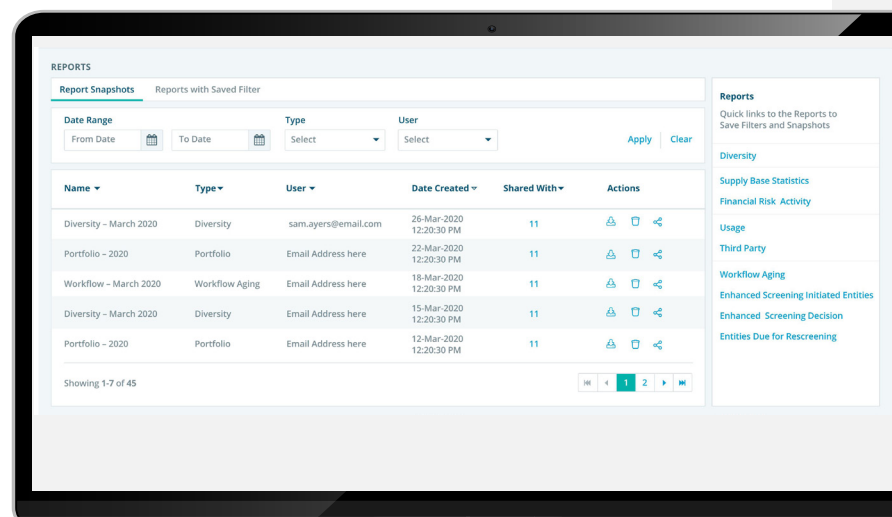 REPORTS
Report Snapshots Reports with Saved Filter
Date Range Type User
From Date To Date Select Select Apply Clear
Name Type User Date Created Shared With Actions
Diversity – March 2020 Diversity sam.ayers@email.com 26-Mar-2020 12:20:30 PM 11
Portfolio – 2020 Portfolio Email Address here 22-Mar-2020 12:20:30 PM 11
Workflow – March 2020 Workflow Aging Email Address here 18-Mar-2020 12:20:30 PM 11
Diversity – March 2020 Diversity Email Address here 15-Mar-2020 12:20:30 PM 11
Portfolio – 2020 Portfolio Email Address here 12-Mar-2020 12:20:30 PM 11
Showing 1-7 of 45 1 2
Reports
Quick links to the Reports to
Save Filters and Snapshots
Diversity
Supply Base Statistics
Financial Risk Activity
Usage
Third Party
Workflow Aging
Enhanced Screening Initiated Entities
Enhanced Screening Decision
Entities Due for Rescreening